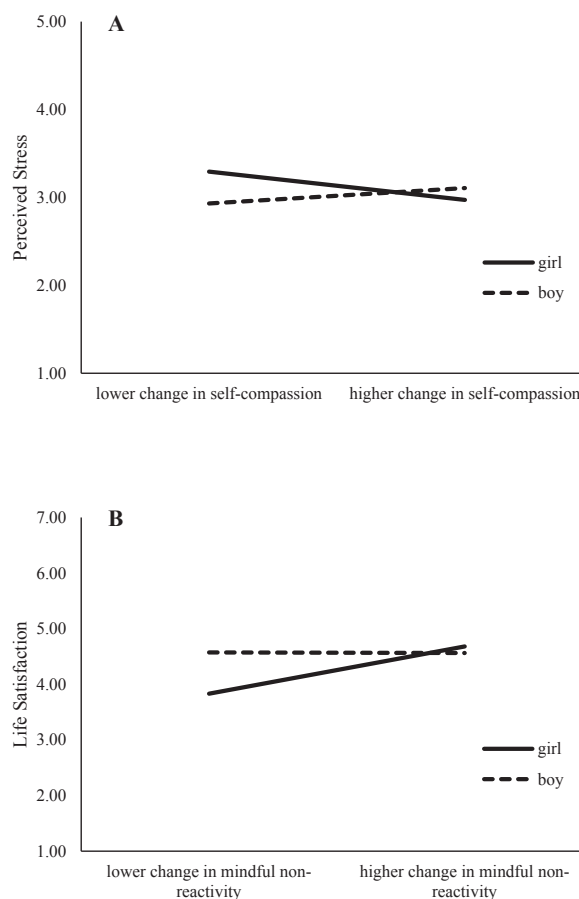 A
5.00
4.00
3.00
2.00
1.00
Perceived Stress
girl
boy
lower change in self-compassion
higher change in self-compassion
B
7.00
6.00
5.00
4.00
3.00
2.00
1.00
Life Satisfaction
girl
boy
lower change in mindful non-
reactivity
higher change in mindful non-
reactivity